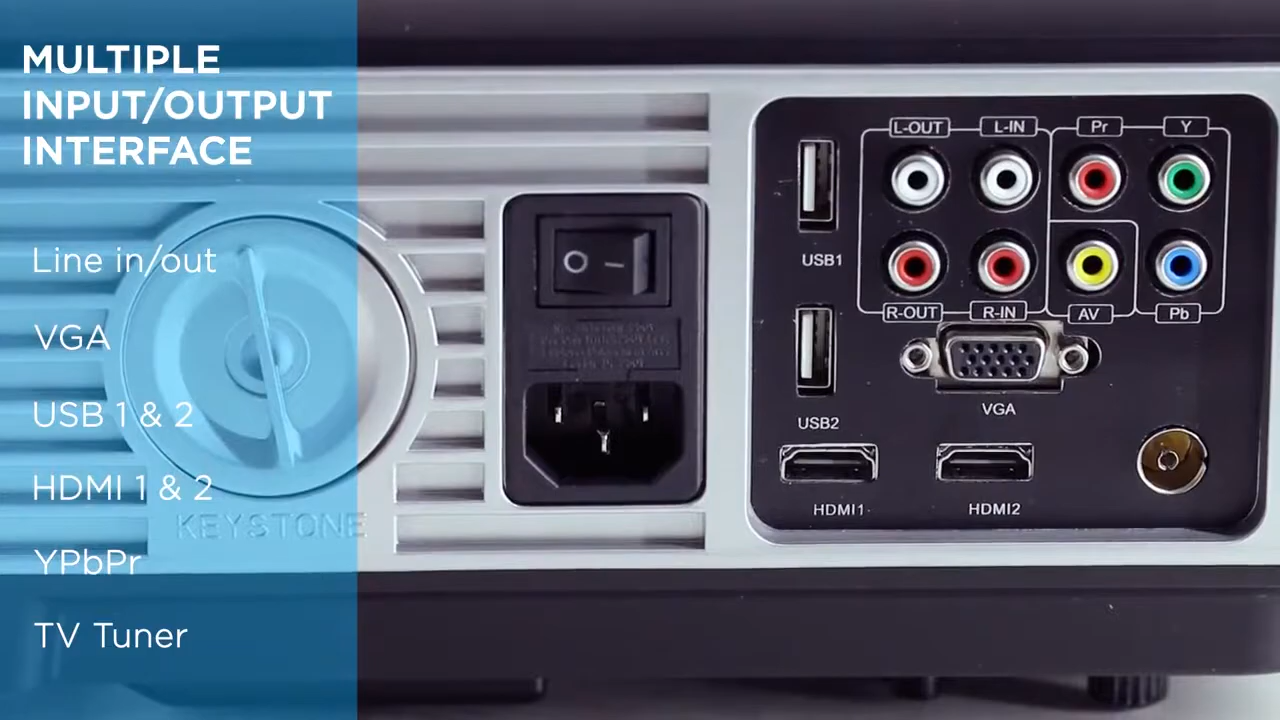 MULTIPLE
INPUT/OUTPUT
INTERFACE
Line in/out
VGA
USB 1 & 2
HDMI 1 & 2
YPbPr
TV Tuner
KEYSTONE
L-OUT
L-IN
Pr
Y
USB1
R-OUT
R-IN
AV
Pb
VGA
USB2
HDMI1
HDMI2